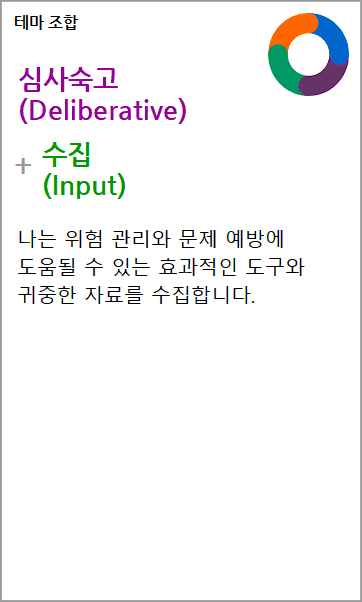 테마 조합
심사숙고
(Deliberative)
+ 수집
(Input)
나는 위험 관리와 문제 예방에
도움될 수 있는 효과적인 도구와
귀중한 자료를 수집합니다.